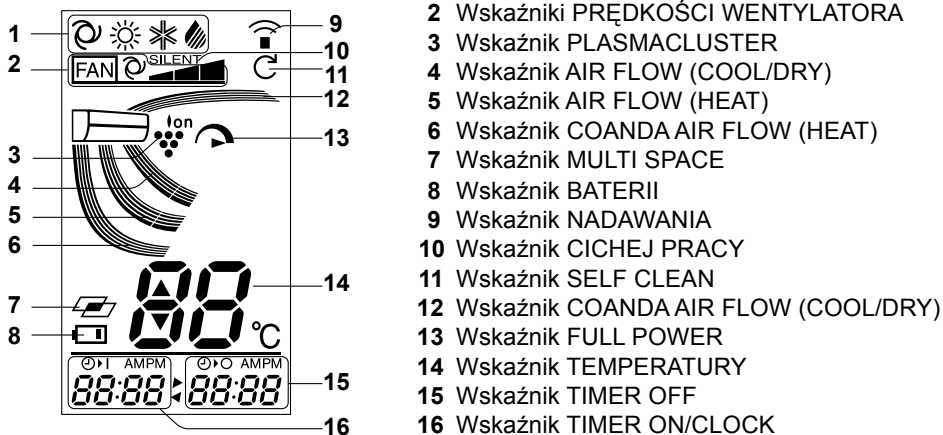 1
2
3
4
5
6
7
8
FAN
SILENT
Ion
°C
AMPM
AMPM
88:88
88:88
88
9
10
11
12
13
14
15
16
2 Wskaźniki PRĘDKOŚCI WENTYLATORA
3 Wskaźnik PLASMACLUSTER
4 Wskaźnik AIR FLOW (COOL/DRY)
5 Wskaźnik AIR FLOW (HEAT)
6 Wskaźnik COANDA AIR FLOW (HEAT)
7 Wskaźnik MULTI SPACE
8 Wskaźnik BATERII
9 Wskaźnik NADAWANIA
10 Wskaźnik CICHEJ PRACY
11 Wskaźnik SELF CLEAN
12 Wskaźnik COANDA AIR FLOW (COOL/DRY)
13 Wskaźnik FULL POWER
14 Wskaźnik TEMPERATURY
15 Wskaźnik TIMER OFF
16 Wskaźnik TIMER ON/CLOCK